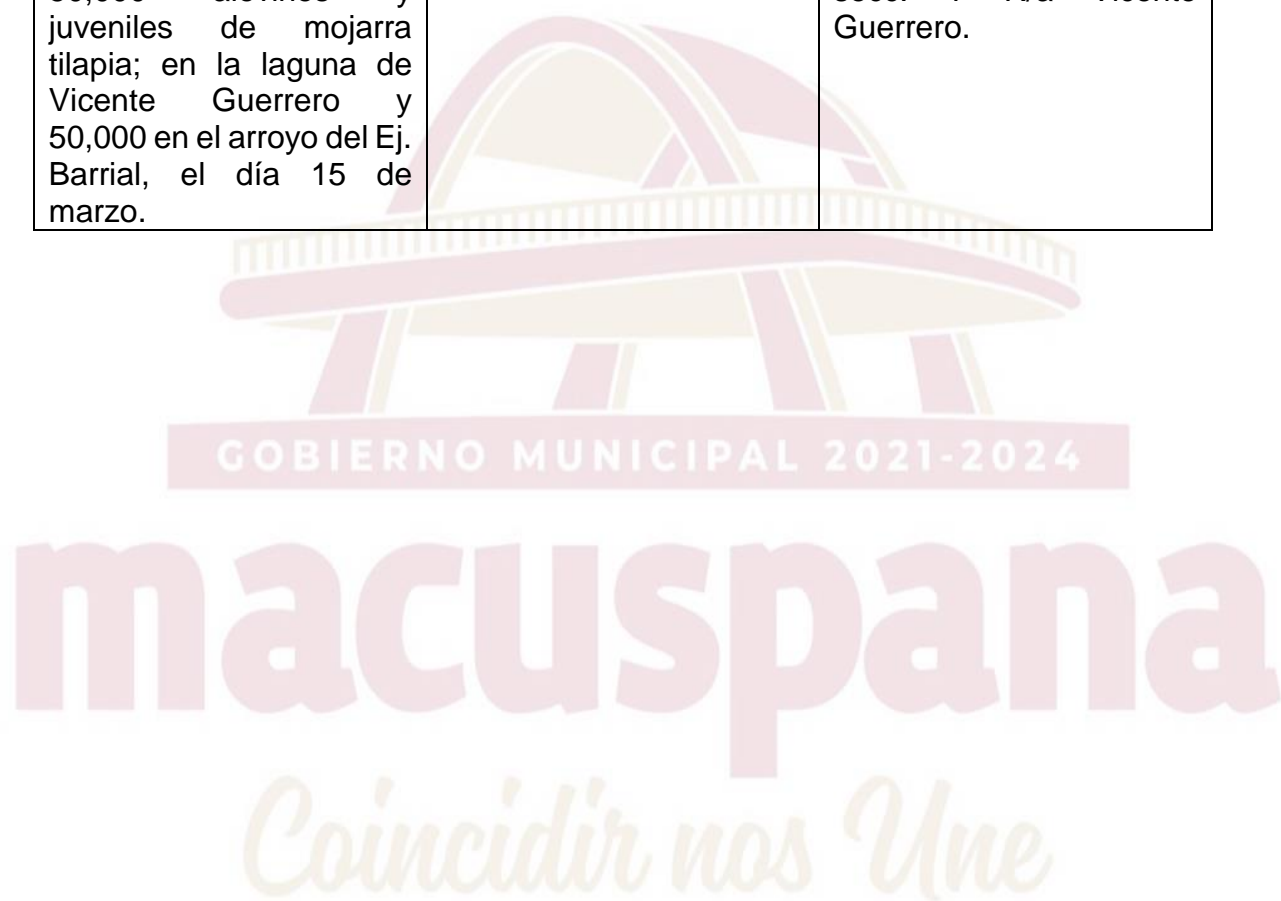 juveniles de mojarra
tilapia; en la laguna de
Vicente Guerrero y
50,000 en el arroyo del Ej.
Barrial, el día 15 de
marzo.
Guerrero.
GOBIERNO MUNICIPAL 2021-2024
macuspana
Coincidir nos Une